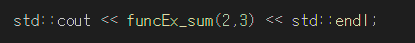 std::cout << funcEx_sum(2,3) << std::endl;